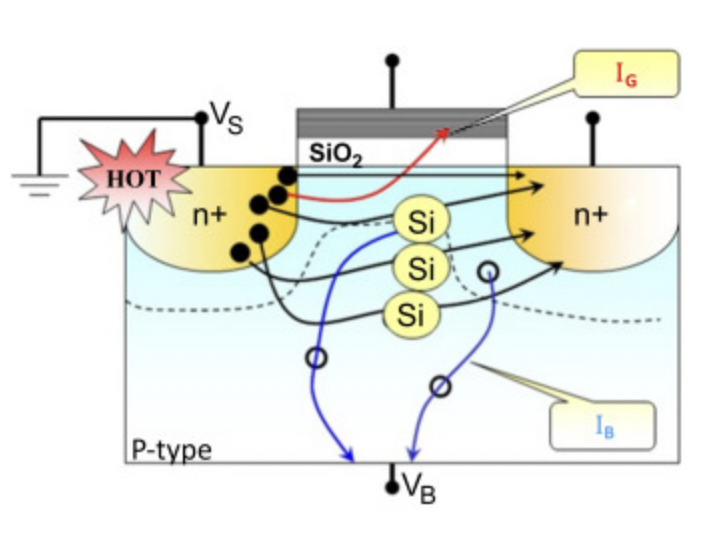 I_G
V_S
SiO₂
HOT
n+
n+
Si
Si
Si
I_B
P-type
V_B